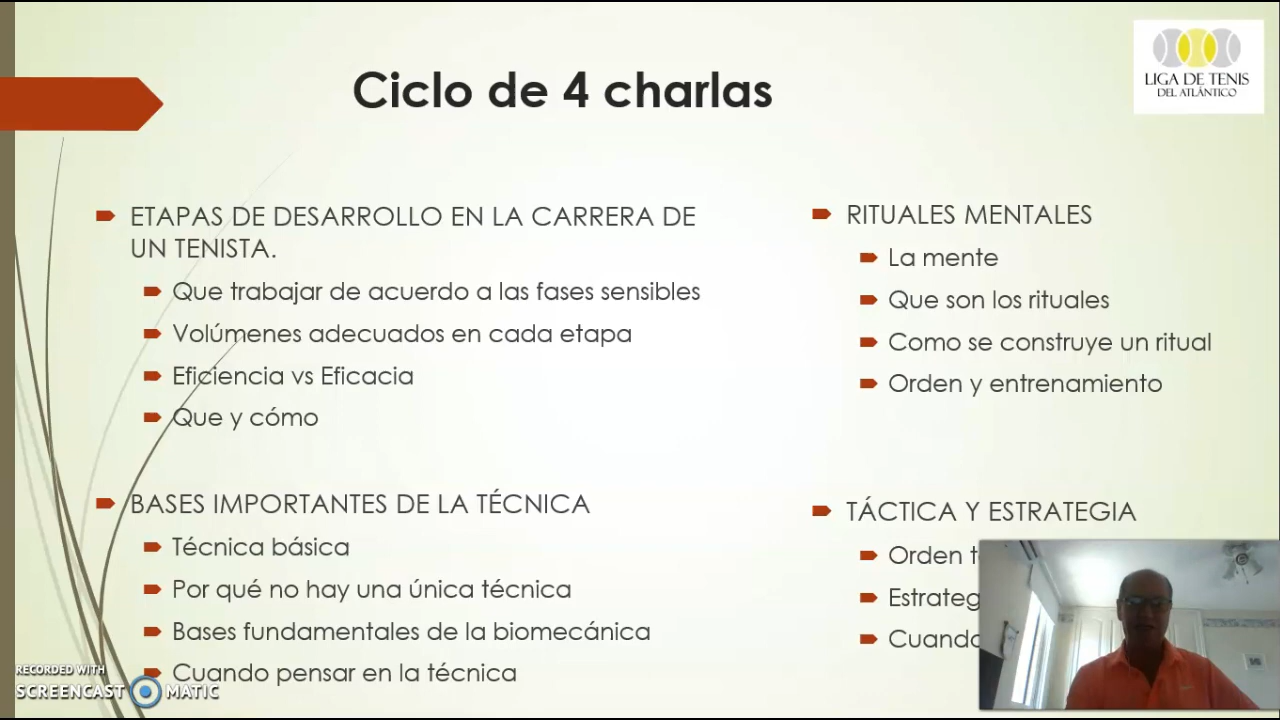 Ciclo de 4 charlas
LIGA DE TENIS
DEL ATLÁNTICO
ETAPAS DE DESARROLLO EN LA CARRERA DE
UN TENISTA.
Que trabajar de acuerdo a las fases sensibles
Volúmenes adecuados en cada etapa
Eficiencia vs Eficacia
Que y cómo
BASES IMPORTANTES DE LA TÉCNICA
Técnica básica
Por qué no hay una única técnica
Bases fundamentales de la biomecánica
Cuando pensar en la técnica
RITUALES MENTALES
La mente
Que son los rituales
Como se construye un ritual
Orden y entrenamiento
TÁCTICA Y ESTRATEGIA
Orden
RECORDED WITH
SCREENCAST MATIC